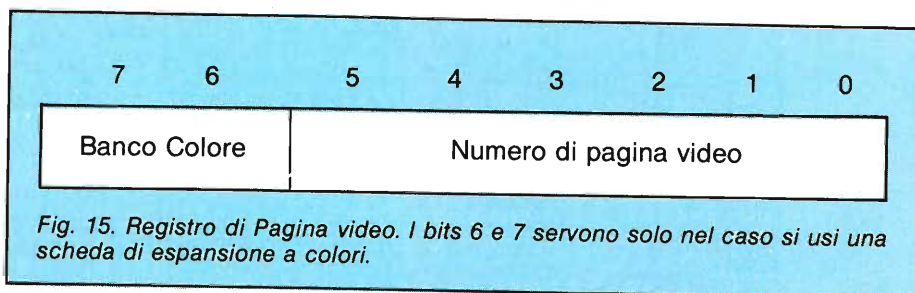 7 6 5 4 3 2 1 0
Banco Colore Numero di pagina video
Fig. 15. Registro di Pagina video. I bits 6 e 7 servono solo nel caso si usi una
scheda di espansione a colori.